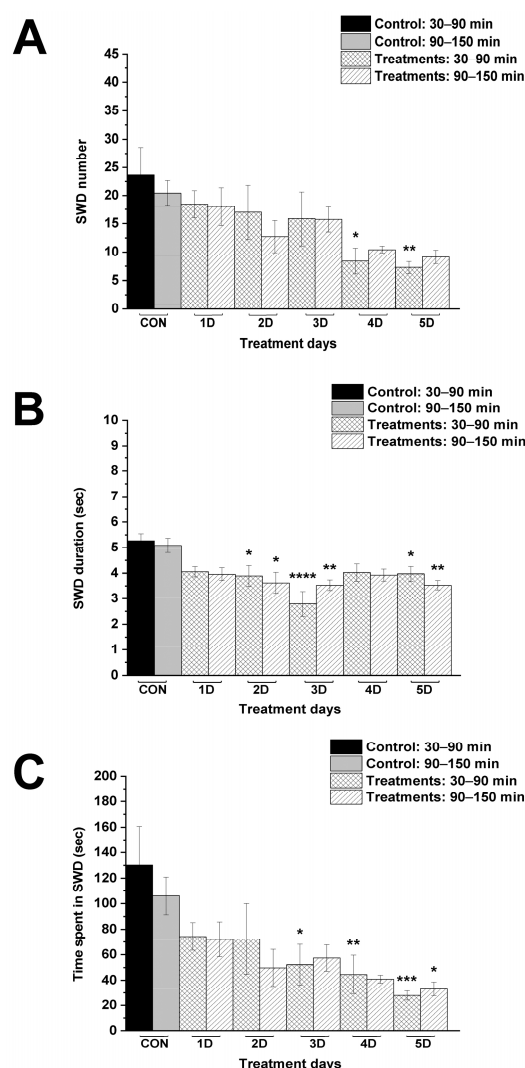 A
Control: 30–90 min
Control: 90–150 min
Treatments: 30–90 min
Treatments: 90–150 min
45
40
35
30
25
20
15
10
5
0
SWD number
*
**
CON 1D 2D 3D 4D 5D
Treatment days
B
Control: 30–90 min
Control: 90–150 min
Treatments: 30–90 min
Treatments: 90–150 min
10
9
8
7
6
5
4
3
2
1
0
SWD duration (sec)
* * **** ** * **
CON 1D 2D 3D 4D 5D
Treatment days
C
Control: 30–90 min
Control: 90–150 min
Treatments: 30–90 min
Treatments: 90–150 min
200
180
160
140
120
100
80
60
40
20
0
Time spent in SWD (sec)
* ** *** *
CON 1D 2D 3D 4D 5D
Treatment days